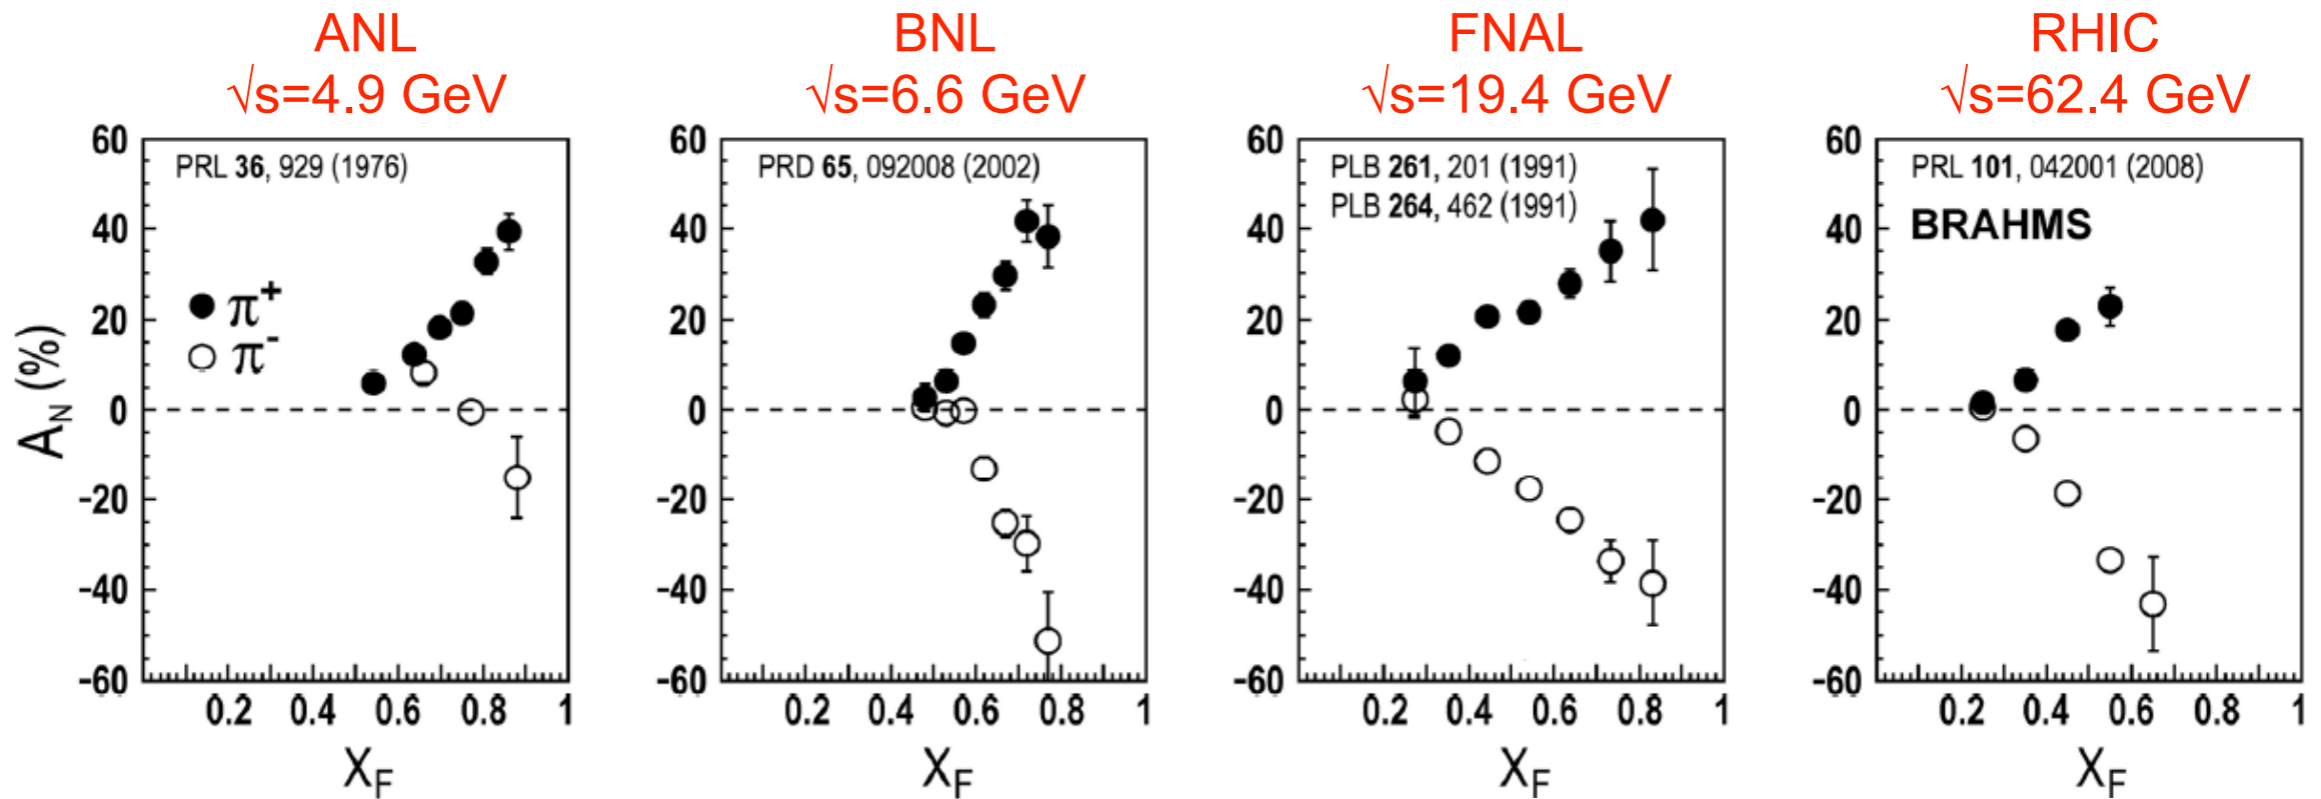 ANL
√s=4.9 GeV
BNL
√s=6.6 GeV
FNAL
√s=19.4 GeV
RHIC
√s=62.4 GeV
A_N (%)
60
40
20
0
-20
-40
-60
PRL 36, 929 (1976)
π+
π-
0.2 0.4 0.6 0.8 1
X_F
60
40
20
0
-20
-40
-60
PRD 65, 092008 (2002)
0.2 0.4 0.6 0.8 1
X_F
60
40
20
0
-20
-40
-60
PLB 261, 201 (1991)
PLB 264, 462 (1991)
0.2 0.4 0.6 0.8 1
X_F
60
40
20
0
-20
-40
-60
PRL 101, 042001 (2008)
BRAHMS
0.2 0.4 0.6 0.8 1
X_F